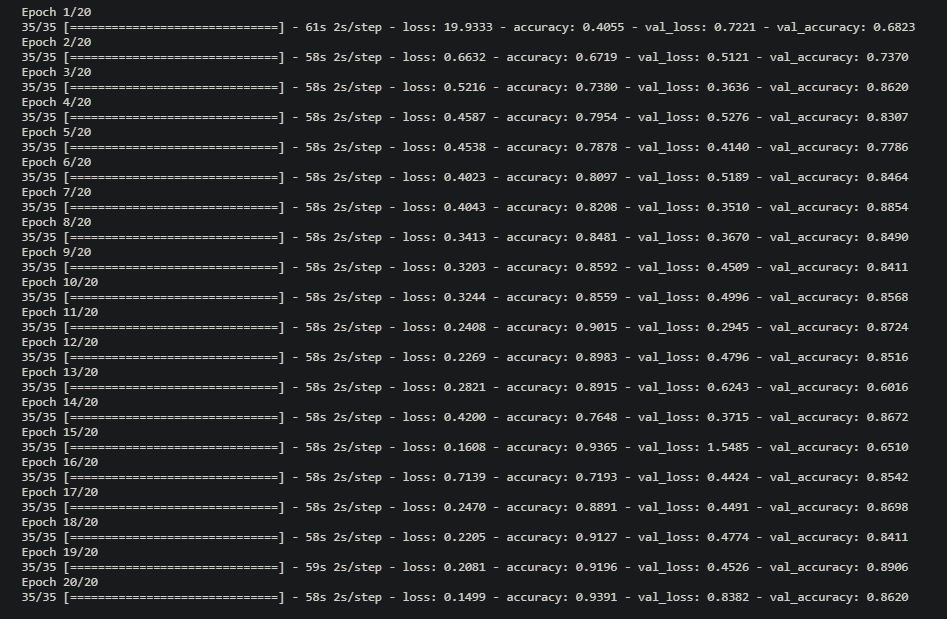 Epoch 1/20
35/35 [==============================] - 61s 2s/step - loss: 19.9333 - accuracy: 0.4055 - val_loss: 0.7221 - val_accuracy: 0.6823
Epoch 2/20
35/35 [==============================] - 58s 2s/step - loss: 0.6632 - accuracy: 0.6719 - val_loss: 0.5121 - val_accuracy: 0.7370
Epoch 3/20
35/35 [==============================] - 58s 2s/step - loss: 0.5216 - accuracy: 0.7380 - val_loss: 0.3636 - val_accuracy: 0.8620
Epoch 4/20
35/35 [==============================] - 58s 2s/step - loss: 0.4587 - accuracy: 0.7954 - val_loss: 0.5276 - val_accuracy: 0.8307
Epoch 5/20
35/35 [==============================] - 58s 2s/step - loss: 0.4538 - accuracy: 0.7878 - val_loss: 0.4140 - val_accuracy: 0.7786
Epoch 6/20
35/35 [==============================] - 58s 2s/step - loss: 0.4023 - accuracy: 0.8097 - val_loss: 0.5189 - val_accuracy: 0.8464
Epoch 7/20
35/35 [==============================] - 58s 2s/step - loss: 0.4043 - accuracy: 0.8208 - val_loss: 0.3510 - val_accuracy: 0.8854
Epoch 8/20
35/35 [==============================] - 58s 2s/step - loss: 0.3413 - accuracy: 0.8481 - val_loss: 0.3670 - val_accuracy: 0.8490
Epoch 9/20
35/35 [==============================] - 58s 2s/step - loss: 0.3203 - accuracy: 0.8592 - val_loss: 0.4509 - val_accuracy: 0.8411
Epoch 10/20
35/35 [==============================] - 58s 2s/step - loss: 0.3244 - accuracy: 0.8559 - val_loss: 0.4996 - val_accuracy: 0.8568
Epoch 11/20
35/35 [==============================] - 58s 2s/step - loss: 0.2408 - accuracy: 0.9015 - val_loss: 0.2945 - val_accuracy: 0.8724
Epoch 12/20
35/35 [==============================] - 58s 2s/step - loss: 0.2269 - accuracy: 0.8983 - val_loss: 0.4796 - val_accuracy: 0.8516
Epoch 13/20
35/35 [==============================] - 58s 2s/step - loss: 0.2821 - accuracy: 0.8915 - val_loss: 0.6243 - val_accuracy: 0.6016
Epoch 14/20
35/35 [==============================] - 58s 2s/step - loss: 0.4200 - accuracy: 0.7648 - val_loss: 0.3715 - val_accuracy: 0.8672
Epoch 15/20
35/35 [==============================] - 58s 2s/step - loss: 0.1608 - accuracy: 0.9365 - val_loss: 1.5485 - val_accuracy: 0.6510
Epoch 16/20
35/35 [==============================] - 58s 2s/step - loss: 0.7139 - accuracy: 0.7193 - val_loss: 0.4424 - val_accuracy: 0.8542
Epoch 17/20
35/35 [==============================] - 58s 2s/step - loss: 0.2470 - accuracy: 0.8891 - val_loss: 0.4491 - val_accuracy: 0.8698
Epoch 18/20
35/35 [==============================] - 58s 2s/step - loss: 0.2205 - accuracy: 0.9127 - val_loss: 0.4774 - val_accuracy: 0.8411
Epoch 19/20
35/35 [==============================] - 59s 2s/step - loss: 0.2081 - accuracy: 0.9196 - val_loss: 0.4526 - val_accuracy: 0.8906
Epoch 20/20
35/35 [==============================] - 58s 2s/step - loss: 0.1499 - accuracy: 0.9391 - val_loss: 0.8382 - val_accuracy: 0.8620